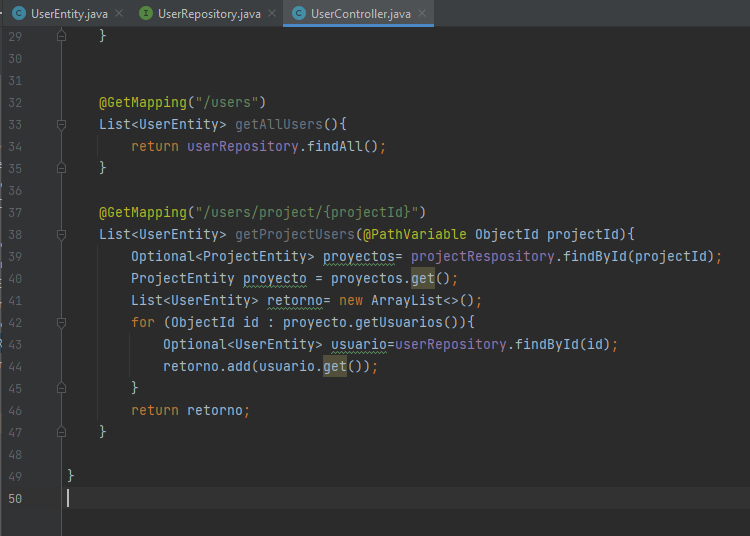 UserEntity.java × UserRepository.java × UserController.java ×
29 }
30
31
32 @GetMapping("/users")
33 List<UserEntity> getAllUsers(){
34 return userRepository.findAll();
35 }
36
37 @GetMapping("/users/project/{projectId}")
38 List<UserEntity> getProjectUsers(@PathVariable ObjectId projectId){
39 Optional<ProjectEntity> proyectos= projectRespository.findById(projectId);
40 ProjectEntity proyecto = proyectos.get();
41 List<UserEntity> retorno= new ArrayList<>();
42 for (ObjectId id : proyecto.getUsuarios()){
43 Optional<UserEntity> usuario=userRepository.findById(id);
44 retorno.add(usuario.get());
45 }
46 return retorno;
47 }
48
49 }
50